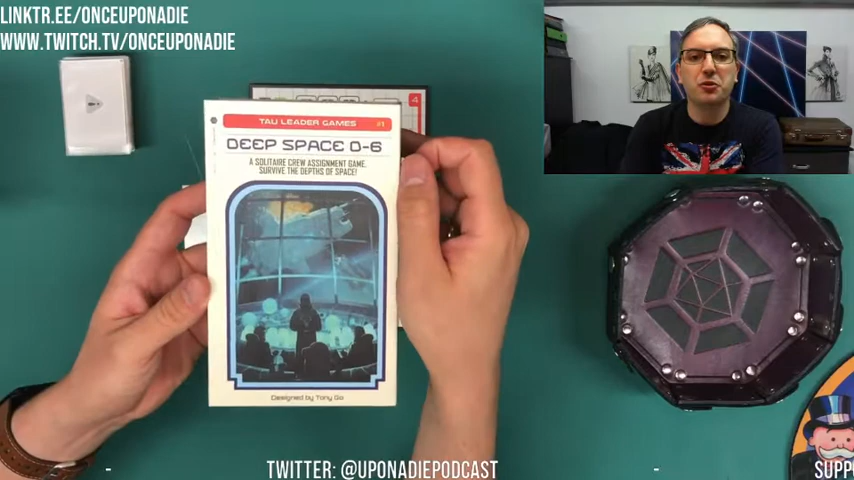 LINKTR.EE/ONCEUPONADIE
WWW.TWITCH.TV/ONCEUPONADIE
4
TAU LEADER GAMES #1
DEEP SPACE D-6
A SOLITAIRE CREW ASSIGNMENT GAME.
SURVIVE THE DEPTHS OF SPACE!
Designed by Tony Go
- TWITTER: @UPONADIEPODCAST - SUPP